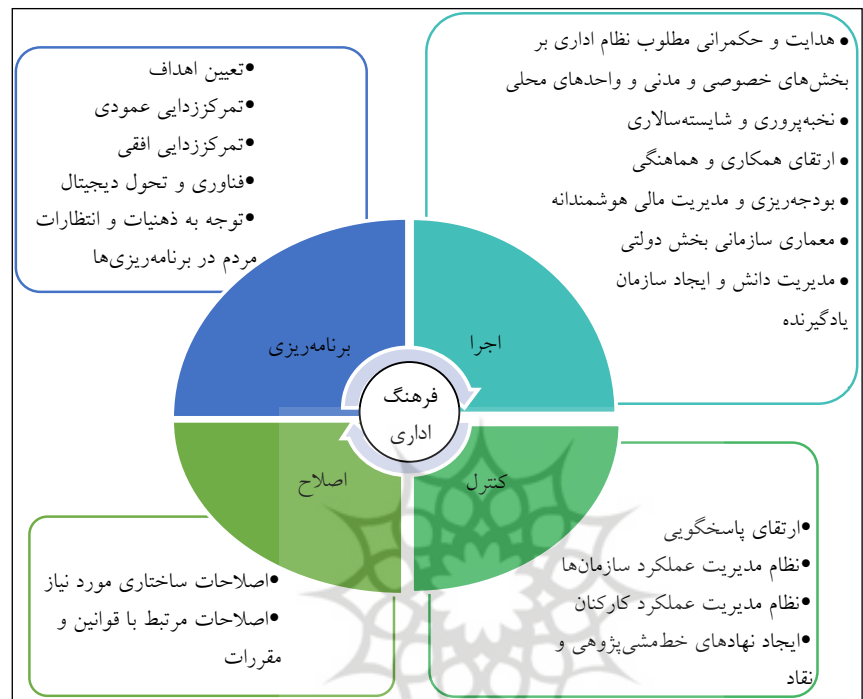 • هدایت و حکمرانی مطلوب نظام اداری بر
بخش‌های خصوصی و مدنی و واحدهای محلی
• نخبه‌پروری و شایسته‌سالاری
• ارتقای همکاری و هماهنگی
• بودجه‌ریزی و مدیریت مالی هوشمندانه
• معماری سازمانی بخش دولتی
• مدیریت دانش و ایجاد سازمان
یادگیرنده
•تعیین اهداف
•تمرکززدایی عمودی
•تمرکززدایی افقی
•فناوری و تحول دیجیتال
•توجه به ذهنیات و انتظارات
مردم در برنامه‌ریزی‌ها
اجرا
برنامه‌ریزی
فرهنگ
اداری
کنترل
اصلاح
•ارتقای پاسخگویی
•نظام مدیریت عملکرد سازمان‌ها
•نظام مدیریت عملکرد کارکنان
•ایجاد نهادهای خط‌مشی‌پژوهی و
نقاد
•اصلاحات ساختاری مورد نیاز
•اصلاحات مرتبط با قوانین و
مقررات